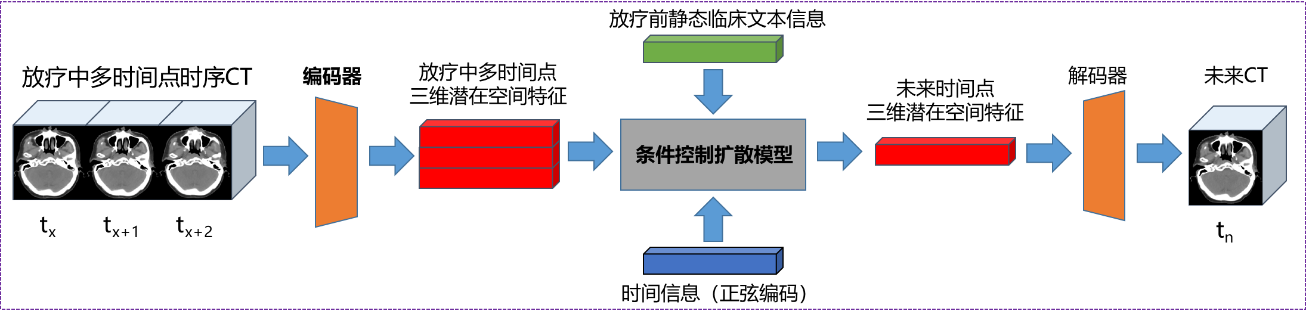 放疗前静态临床文本信息
放疗中多时间点时序CT
编码器
放疗中多时间点
三维潜在空间特征
条件控制扩散模型
未来时间点
三维潜在空间特征
解码器
未来CT
tx
tx+1
tx+2
tn
时间信息（正弦编码）